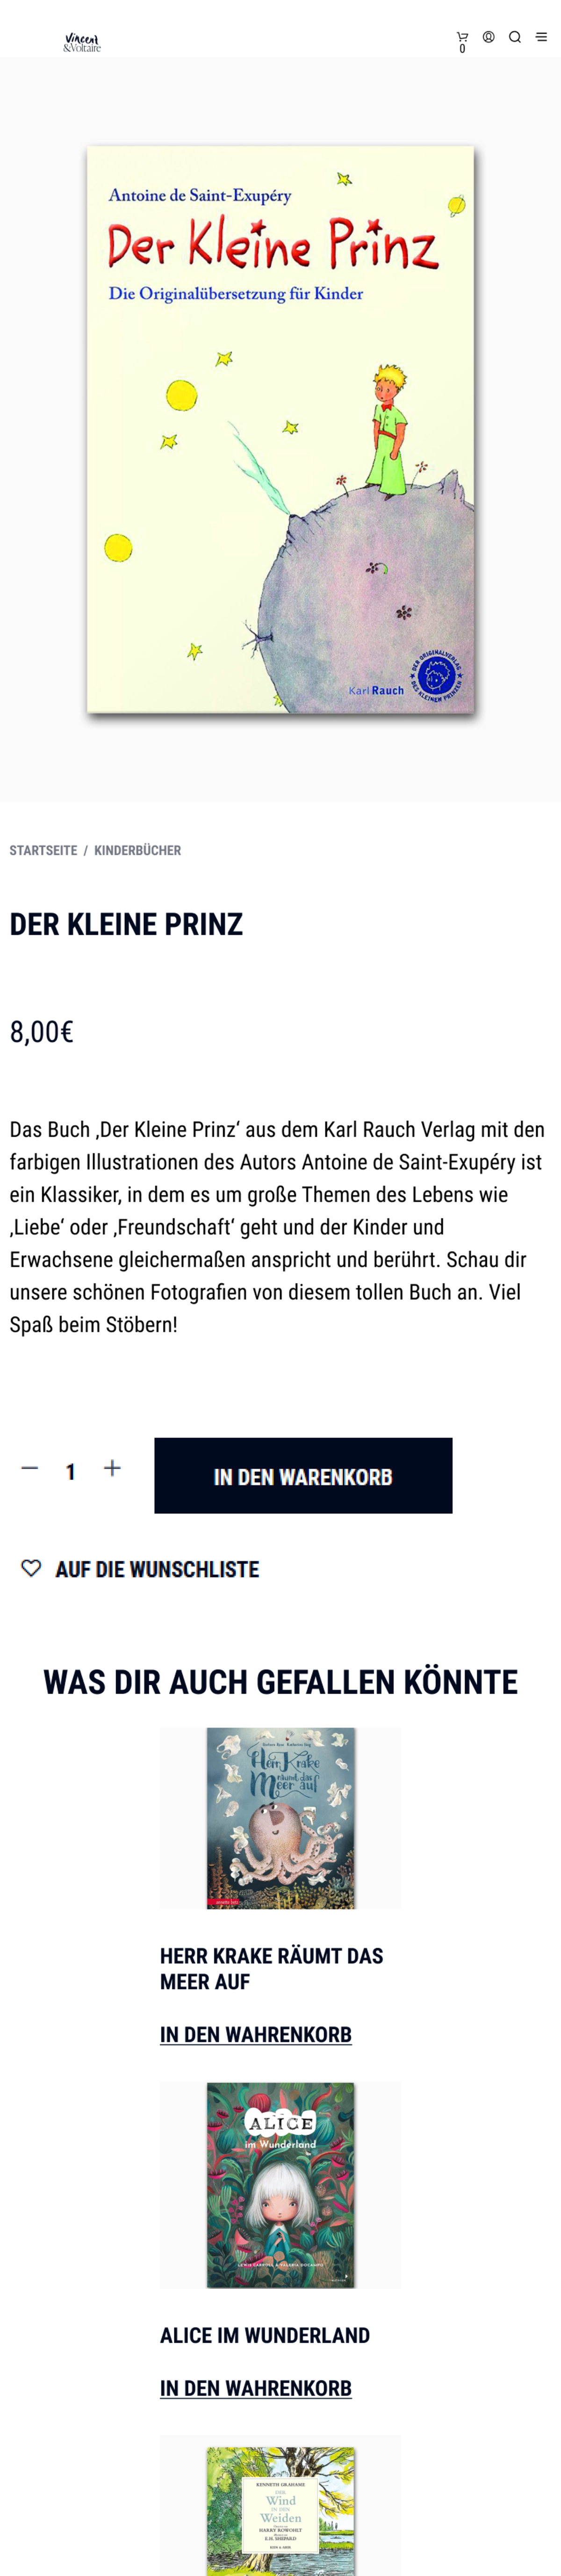 Vincent
&Voltaire
0
Antoine de Saint-Exupéry
Der Kleine Prinz
Die Originalübersetzung für Kinder
DER ORIGINALVERLAG
DES KLEINEN PRINZEN
Karl Rauch
STARTSEITE / KINDERBÜCHER
DER KLEINE PRINZ
8,00€
Das Buch ‚Der Kleine Prinz‘ aus dem Karl Rauch Verlag mit den
farbigen Illustrationen des Autors Antoine de Saint-Exupéry ist
ein Klassiker, in dem es um große Themen des Lebens wie
‚Liebe‘ oder ‚Freundschaft‘ geht und der Kinder und
Erwachsene gleichermaßen anspricht und berührt. Schau dir
unsere schönen Fotografien von diesem tollen Buch an. Viel
Spaß beim Stöbern!
— 1 + IN DEN WARENKORB
AUF DIE WUNSCHLISTE
WAS DIR AUCH GEFALLEN KÖNNTE
Herr Krake
räumt das
Meer auf
HERR KRAKE RÄUMT DAS
MEER AUF
IN DEN WAHRENKORB
ALICE
im Wunderland
ALICE IM WUNDERLAND
IN DEN WAHRENKORB
KENNETH GRAHAME
DER
Wind
IN DEN
Weiden
HARRY ROWOHLT
E.H. SHEPARD